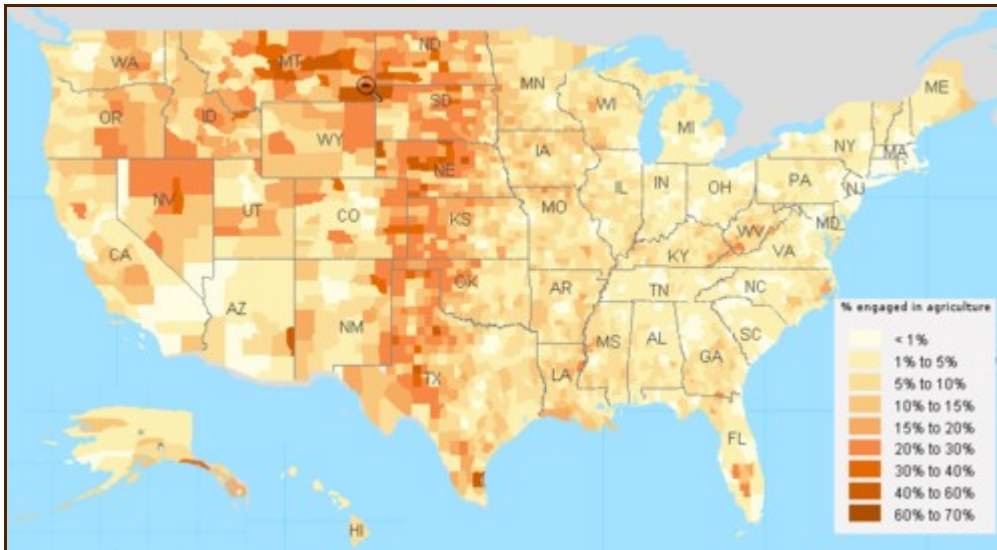 WA
MT
ND
MN
ME
OR
ID
SD
WI
WY
MI
NY
MA
IA
NE
NV
UT
CO
IL
IN
OH
PA
NJ
KS
MO
WV
MD
CA
KY
VA
AZ
NM
OK
AR
TN
NC
MS
AL
GA
SC
TX
LA
FL
HI
% engaged in agriculture
< 1%
1% to 5%
5% to 10%
10% to 15%
15% to 20%
20% to 30%
30% to 40%
40% to 60%
60% to 70%